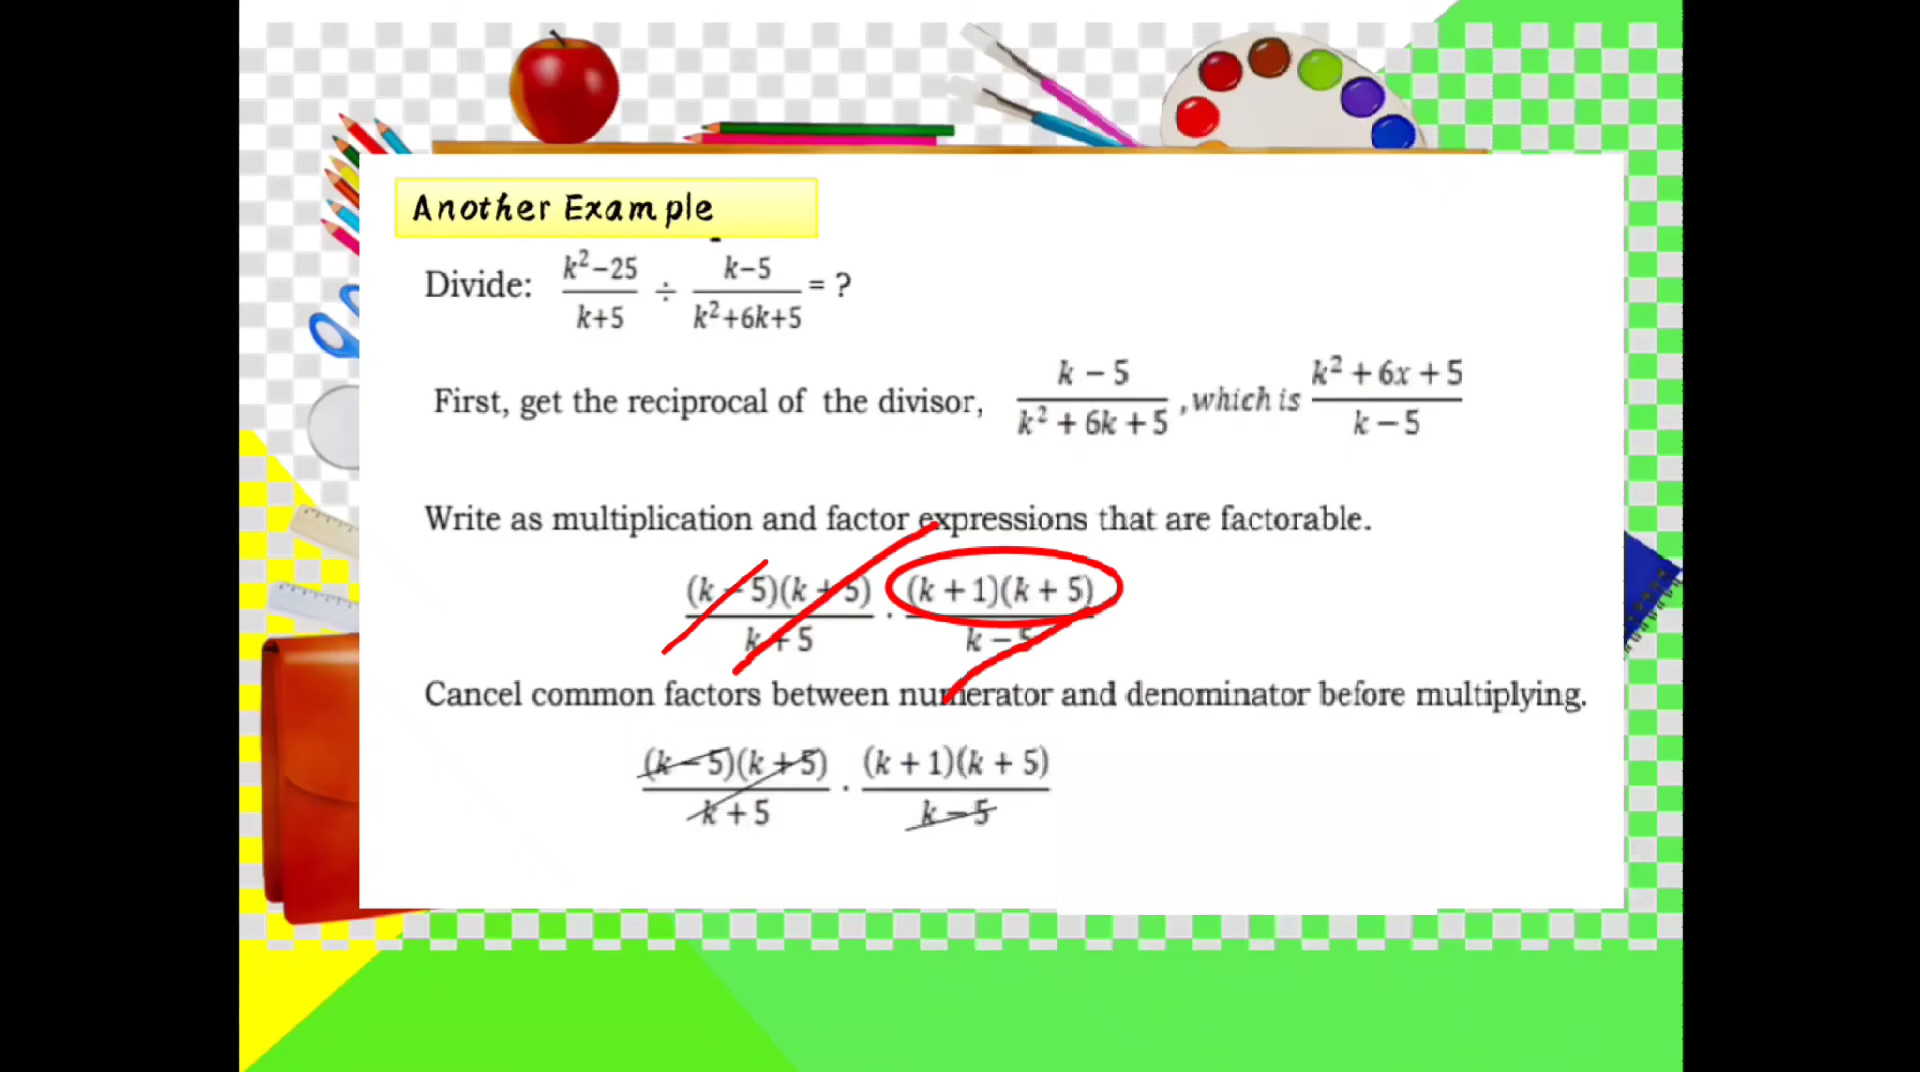 Another Example
Divide: k²−25/k+5 ÷ k−5/k²+6k+5 = ?
First, get the reciprocal of the divisor, k − 5/k² + 6k + 5 , which is k² + 6x + 5/k − 5
Write as multiplication and factor expressions that are factorable.
(k − 5)(k + 5)/k + 5 · (k + 1)(k + 5)/k − 5
Cancel common factors between numerator and denominator before multiplying.
(k − 5)(k + 5)/k + 5 · (k + 1)(k + 5)/k − 5